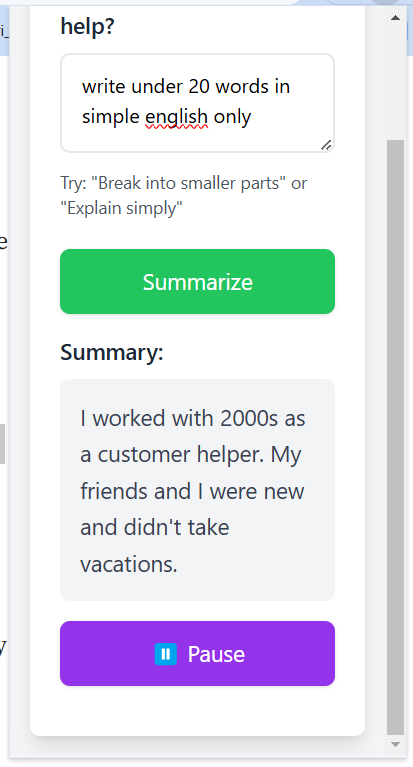 i_
help?
write under 20 words in
simple english only
Try: "Break into smaller parts" or
"Explain simply"
e
Summarize
Summary:
I worked with 2000s as
a customer helper. My
friends and I were new
and didn't take
vacations.
y
⏸ Pause